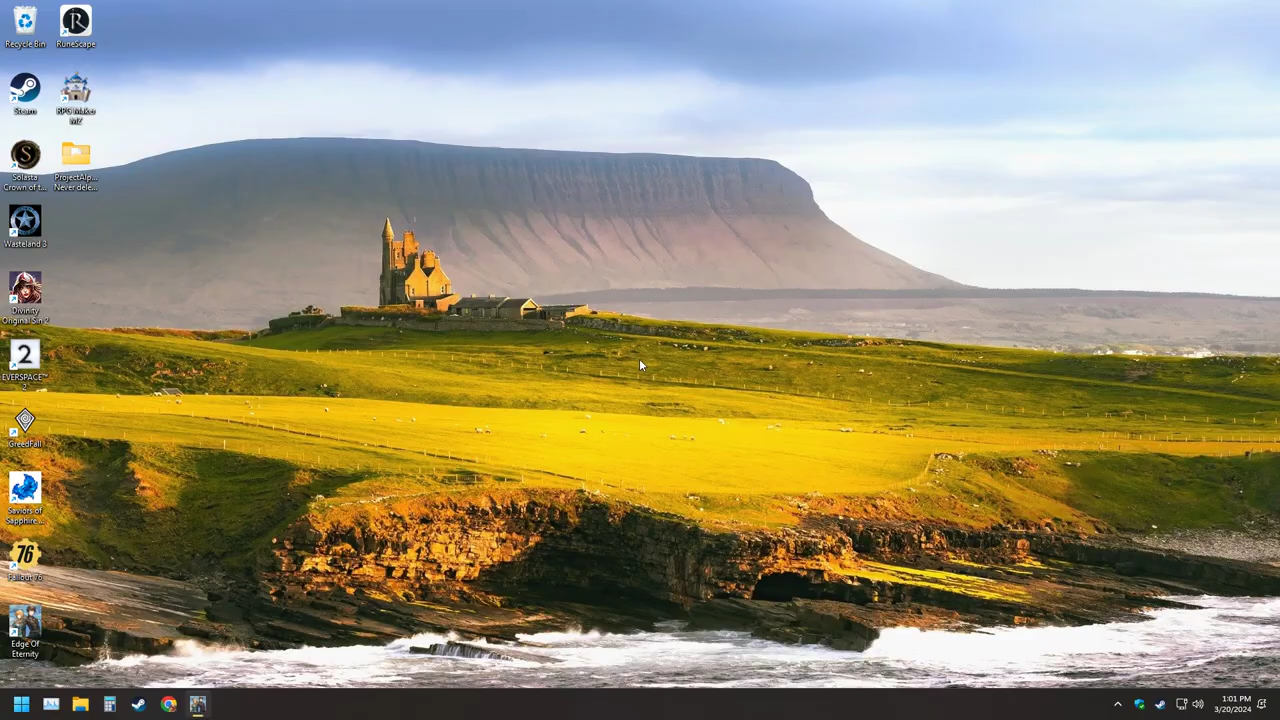 Recycle Bin
RuneScape
Steam
RPG Maker
MZ
Solasta
Crown of t...
ProjectAlp...
Never dele...
Wasteland 3
Divinity
Original Sin 2
2
EVERSPACE™
2
GreedFall
Saviors of
Sapphire ...
76
Fallout 76
Edge Of
Eternity
1:01 PM
3/20/2024